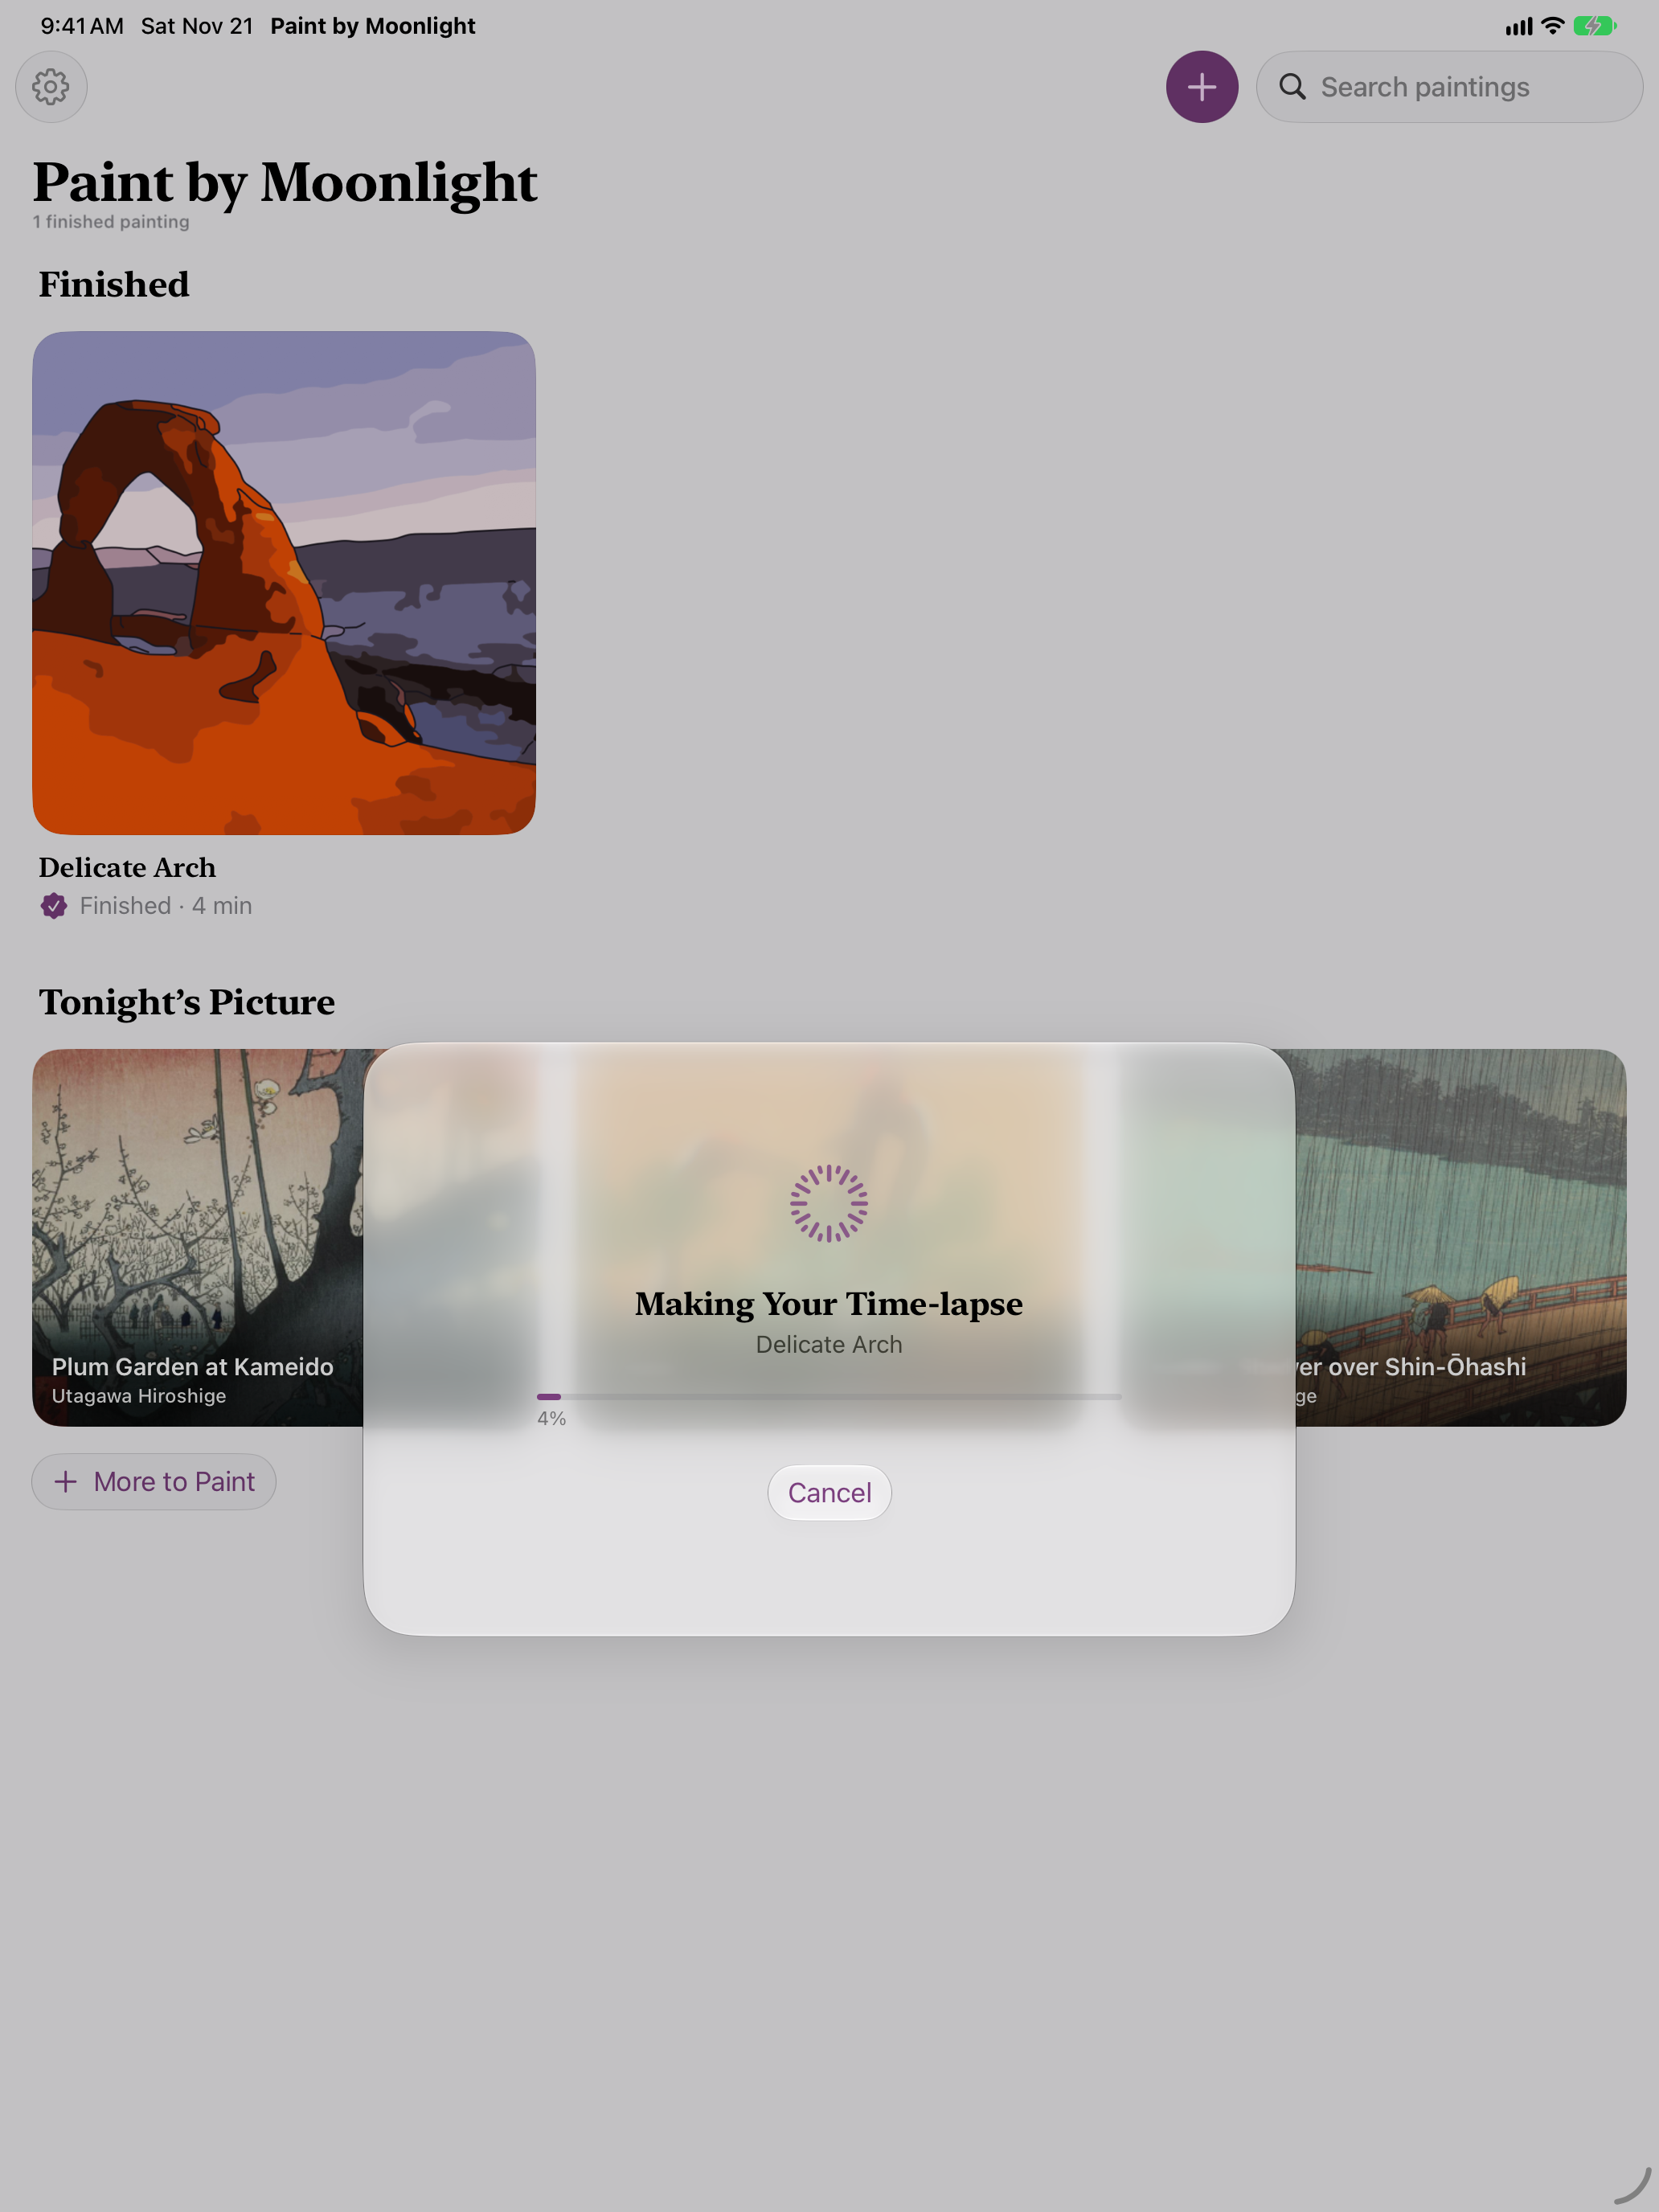 9:41 AM Sat Nov 21 Paint by Moonlight
Search paintings
Paint by Moonlight
1 finished painting
Finished
Delicate Arch
Finished · 4 min
Tonight’s Picture
Plum Garden at Kameido
Utagawa Hiroshige
over Shin-Ōhashi
Making Your Time-lapse
Delicate Arch
4%
Cancel
More to Paint